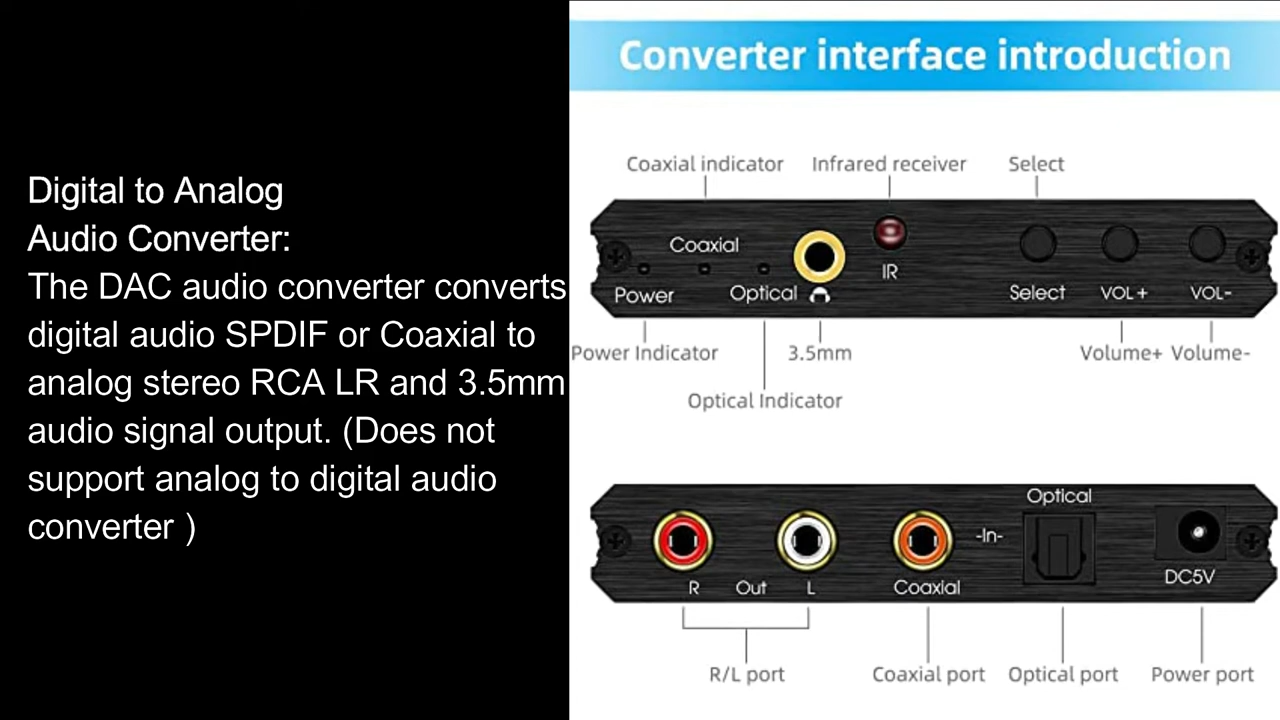 Digital to Analog
Audio Converter:
The DAC audio converter converts
digital audio SPDIF or Coaxial to
analog stereo RCA LR and 3.5mm
audio signal output. (Does not
support analog to digital audio
converter )
Converter interface introduction
Coaxial indicator Infrared receiver Select
Coaxial
IR
Power Optical Select VOL+ VOL-
Power Indicator 3.5mm Volume+ Volume-
Optical Indicator
Optical
-In-
R Out L Coaxial DC5V
R/L port Coaxial port Optical port Power port